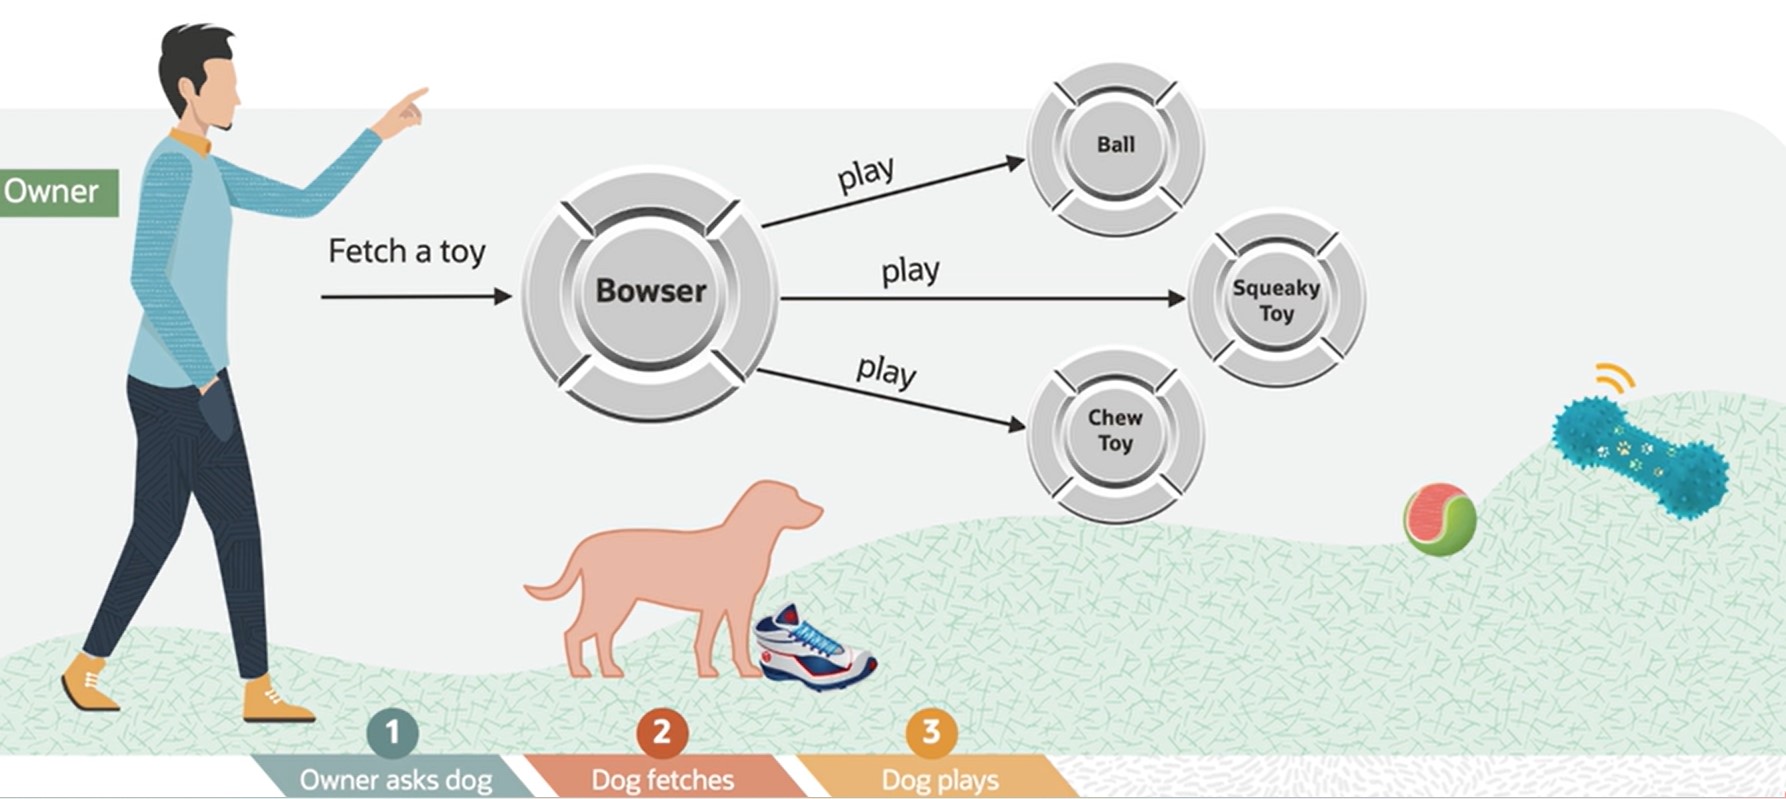 Owner
Fetch a toy
Bowser
play
play
play
Ball
Squeaky
Toy
Chew
Toy
1
Owner asks dog
2
Dog fetches
3
Dog plays